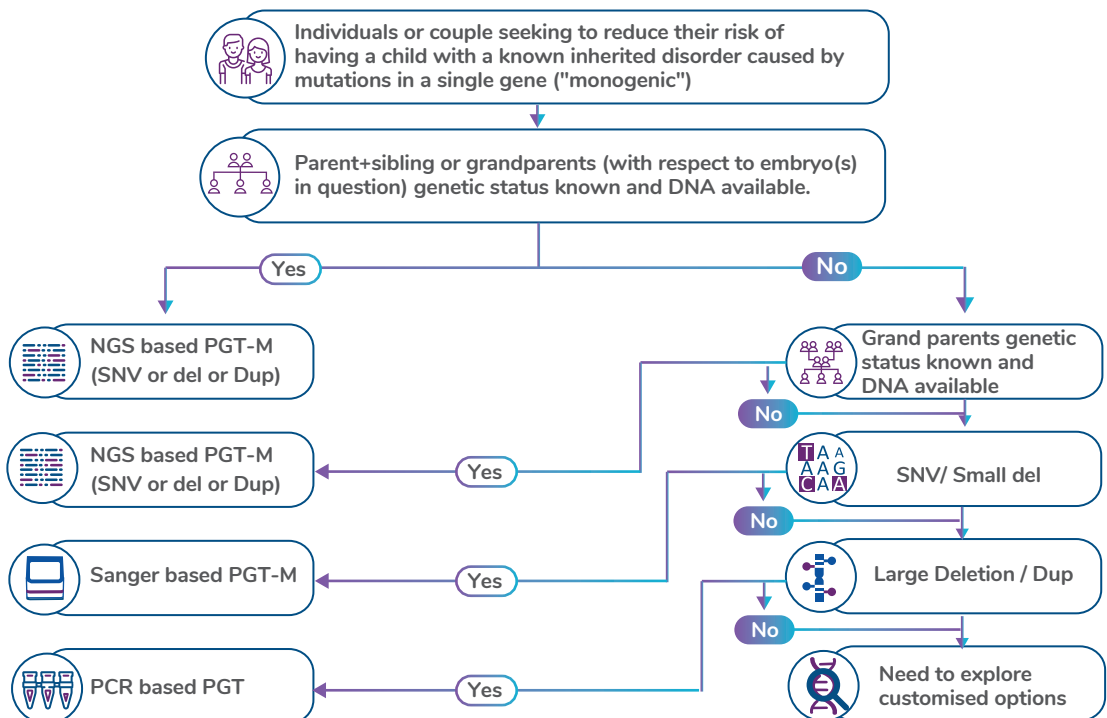 Individuals or couple seeking to reduce their risk of
having a child with a known inherited disorder caused by
mutations in a single gene ("monogenic")
Parent+sibling or grandparents (with respect to embryo(s)
in question) genetic status known and DNA available.
Yes
No
NGS based PGT-M
(SNV or del or Dup)
Grand parents genetic
status known and
DNA available
No
NGS based PGT-M
(SNV or del or Dup)
Yes
T A A
A A G
C A A
SNV/ Small del
No
Sanger based PGT-M
Yes
Large Deletion / Dup
No
PCR based PGT
Yes
Need to explore
customised options